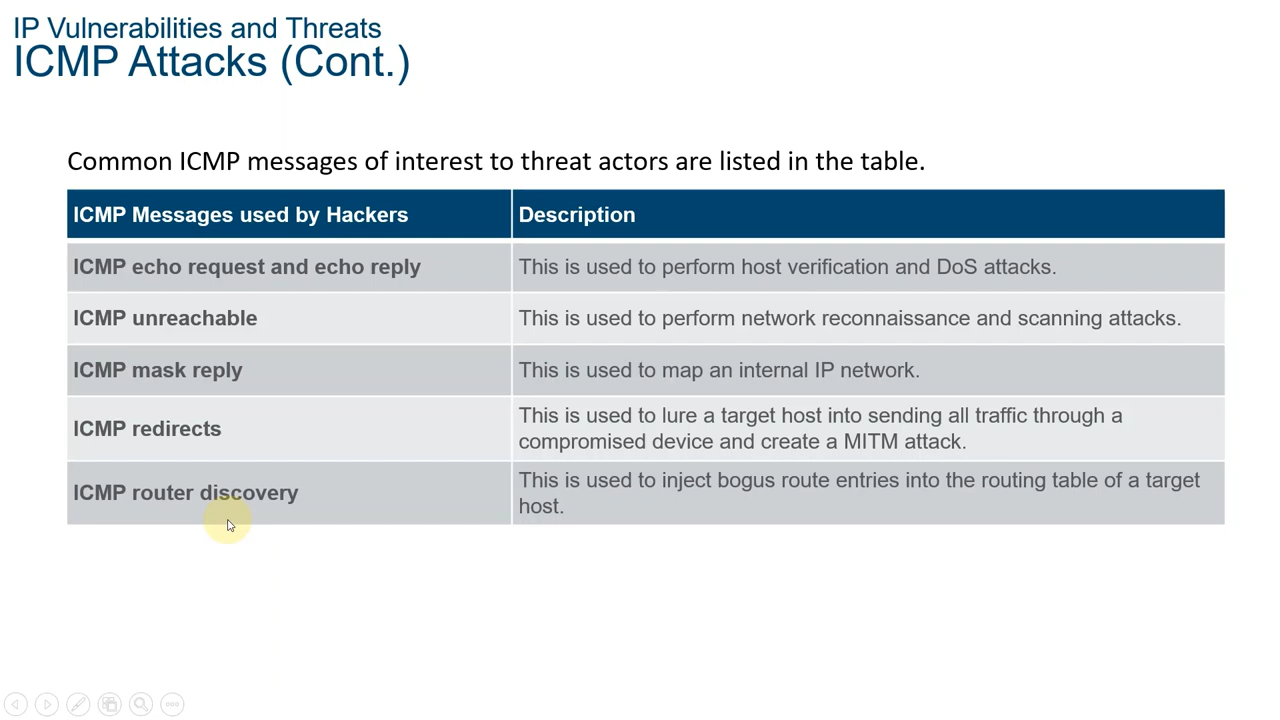 IP Vulnerabilities and Threats
ICMP Attacks (Cont.)
Common ICMP messages of interest to threat actors are listed in the table.
ICMP Messages used by Hackers
Description
ICMP echo request and echo reply
This is used to perform host verification and DoS attacks.
ICMP unreachable
This is used to perform network reconnaissance and scanning attacks.
ICMP mask reply
This is used to map an internal IP network.
ICMP redirects
This is used to lure a target host into sending all traffic through a
compromised device and create a MITM attack.
ICMP router discovery
This is used to inject bogus route entries into the routing table of a target
host.